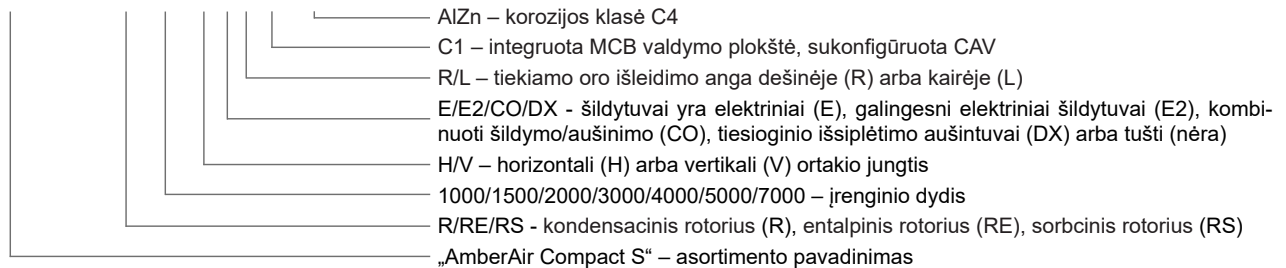 AlZn – korozijos klasė C4
C1 – integruota MCB valdymo plokštė, sukonfigūruota CAV
R/L – tiekiamo oro išleidimo anga dešinėje (R) arba kairėje (L)
E/E2/CO/DX - šildytuvai yra elektriniai (E), galingesni elektriniai šildytuvai (E2), kombi-
nuoti šildymo/aušinimo (CO), tiesioginio išsiplėtimo aušintuvai (DX) arba tušti (nėra)
H/V – horizontali (H) arba vertikali (V) ortakio jungtis
1000/1500/2000/3000/4000/5000/7000 – įrenginio dydis
R/RE/RS - kondensacinis rotorius (R), entalpinis rotorius (RE), sorbcinis rotorius (RS)
„AmberAir Compact S“ – asortimento pavadinimas